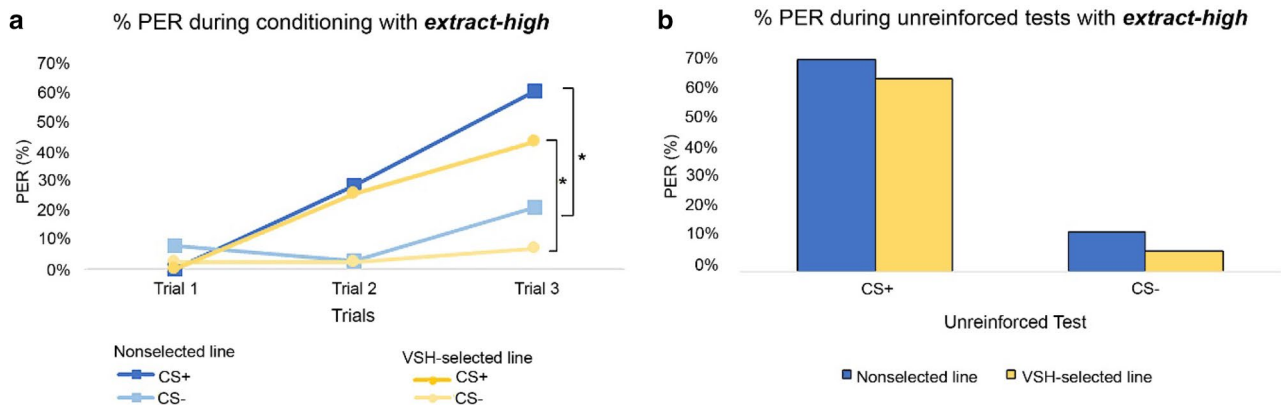 a
% PER during conditioning with extract-high
70%
60%
50%
40%
30%
20%
10%
0%
PER (%)
*
*
Trial 1 Trial 2 Trial 3
Trials
Nonselected line
CS+
CS-
VSH-selected line
CS+
CS-
b
% PER during unreinforced tests with extract-high
70%
60%
50%
40%
30%
20%
10%
0%
PER (%)
CS+ CS-
Unreinforced Test
Nonselected line VSH-selected line